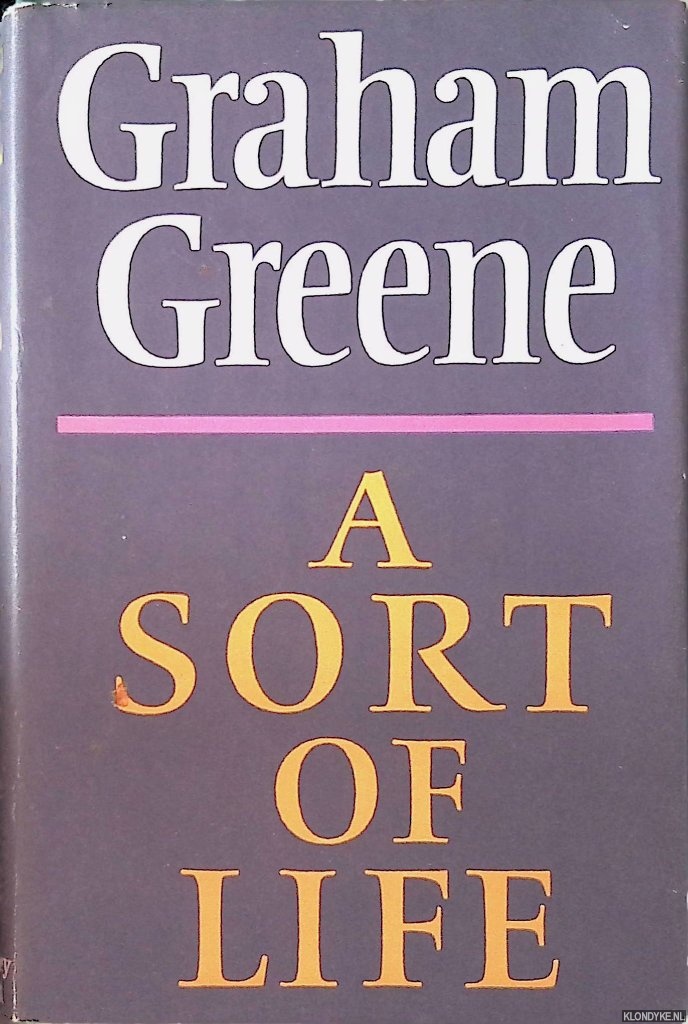 Graham
Greene
A
SORT
OF
LIFE
KLONDYKE.NL